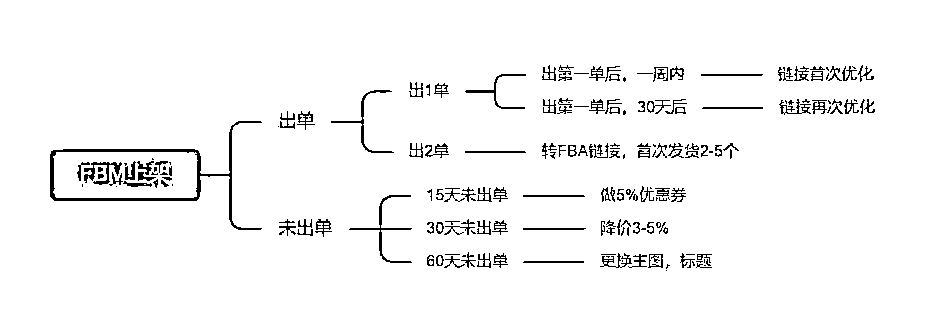 FBM上架
出单
出1单
出第一单后，一周内
链接首次优化
出第一单后，30天后
链接再次优化
出2单
转FBA链接，首次发货2-5个
未出单
15天未出单
做5%优惠券
30天未出单
降价3-5%
60天未出单
更换主图，标题